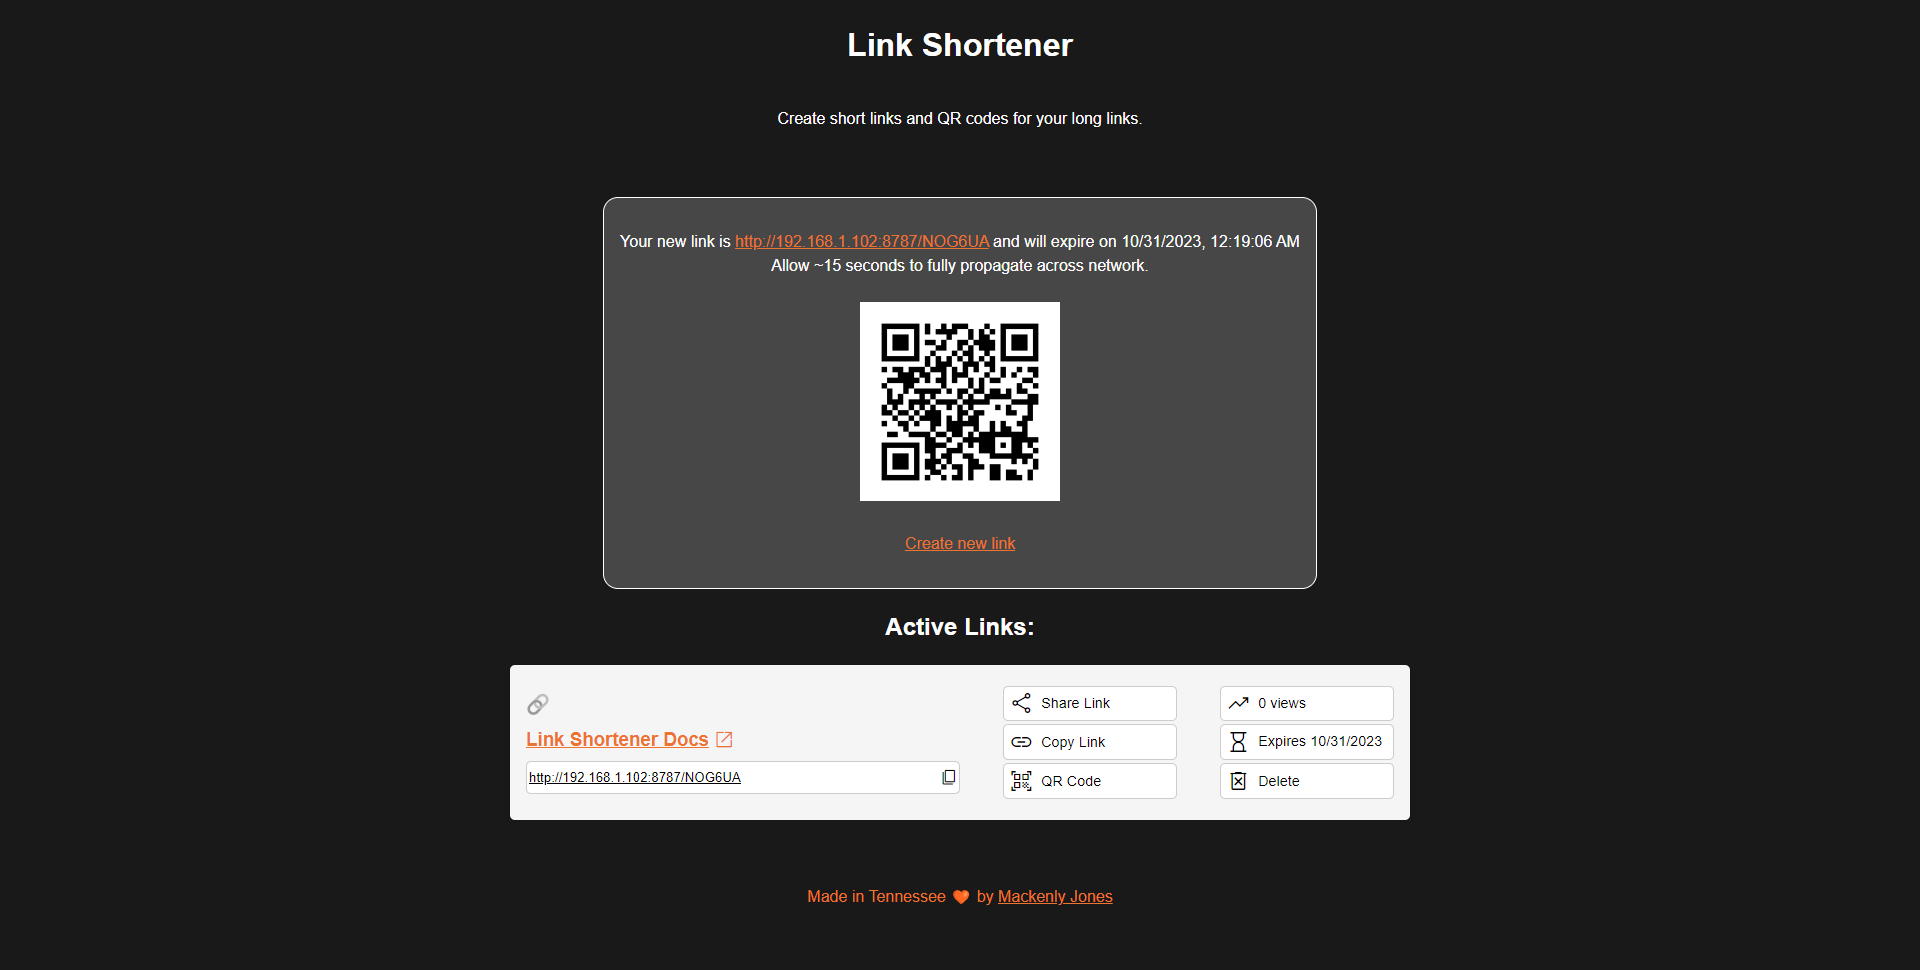 Link Shortener
Create short links and QR codes for your long links.
Your new link is http://192.168.1.102:8787/NOG6UA and will expire on 10/31/2023, 12:19:06 AM
Allow ~15 seconds to fully propagate across network.
Create new link
Active Links:
Link Shortener Docs
http://192.168.1.102:8787/NOG6UA
Share Link
Copy Link
QR Code
0 views
Expires 10/31/2023
Delete
Made in Tennessee 🧡 by Mackenly Jones